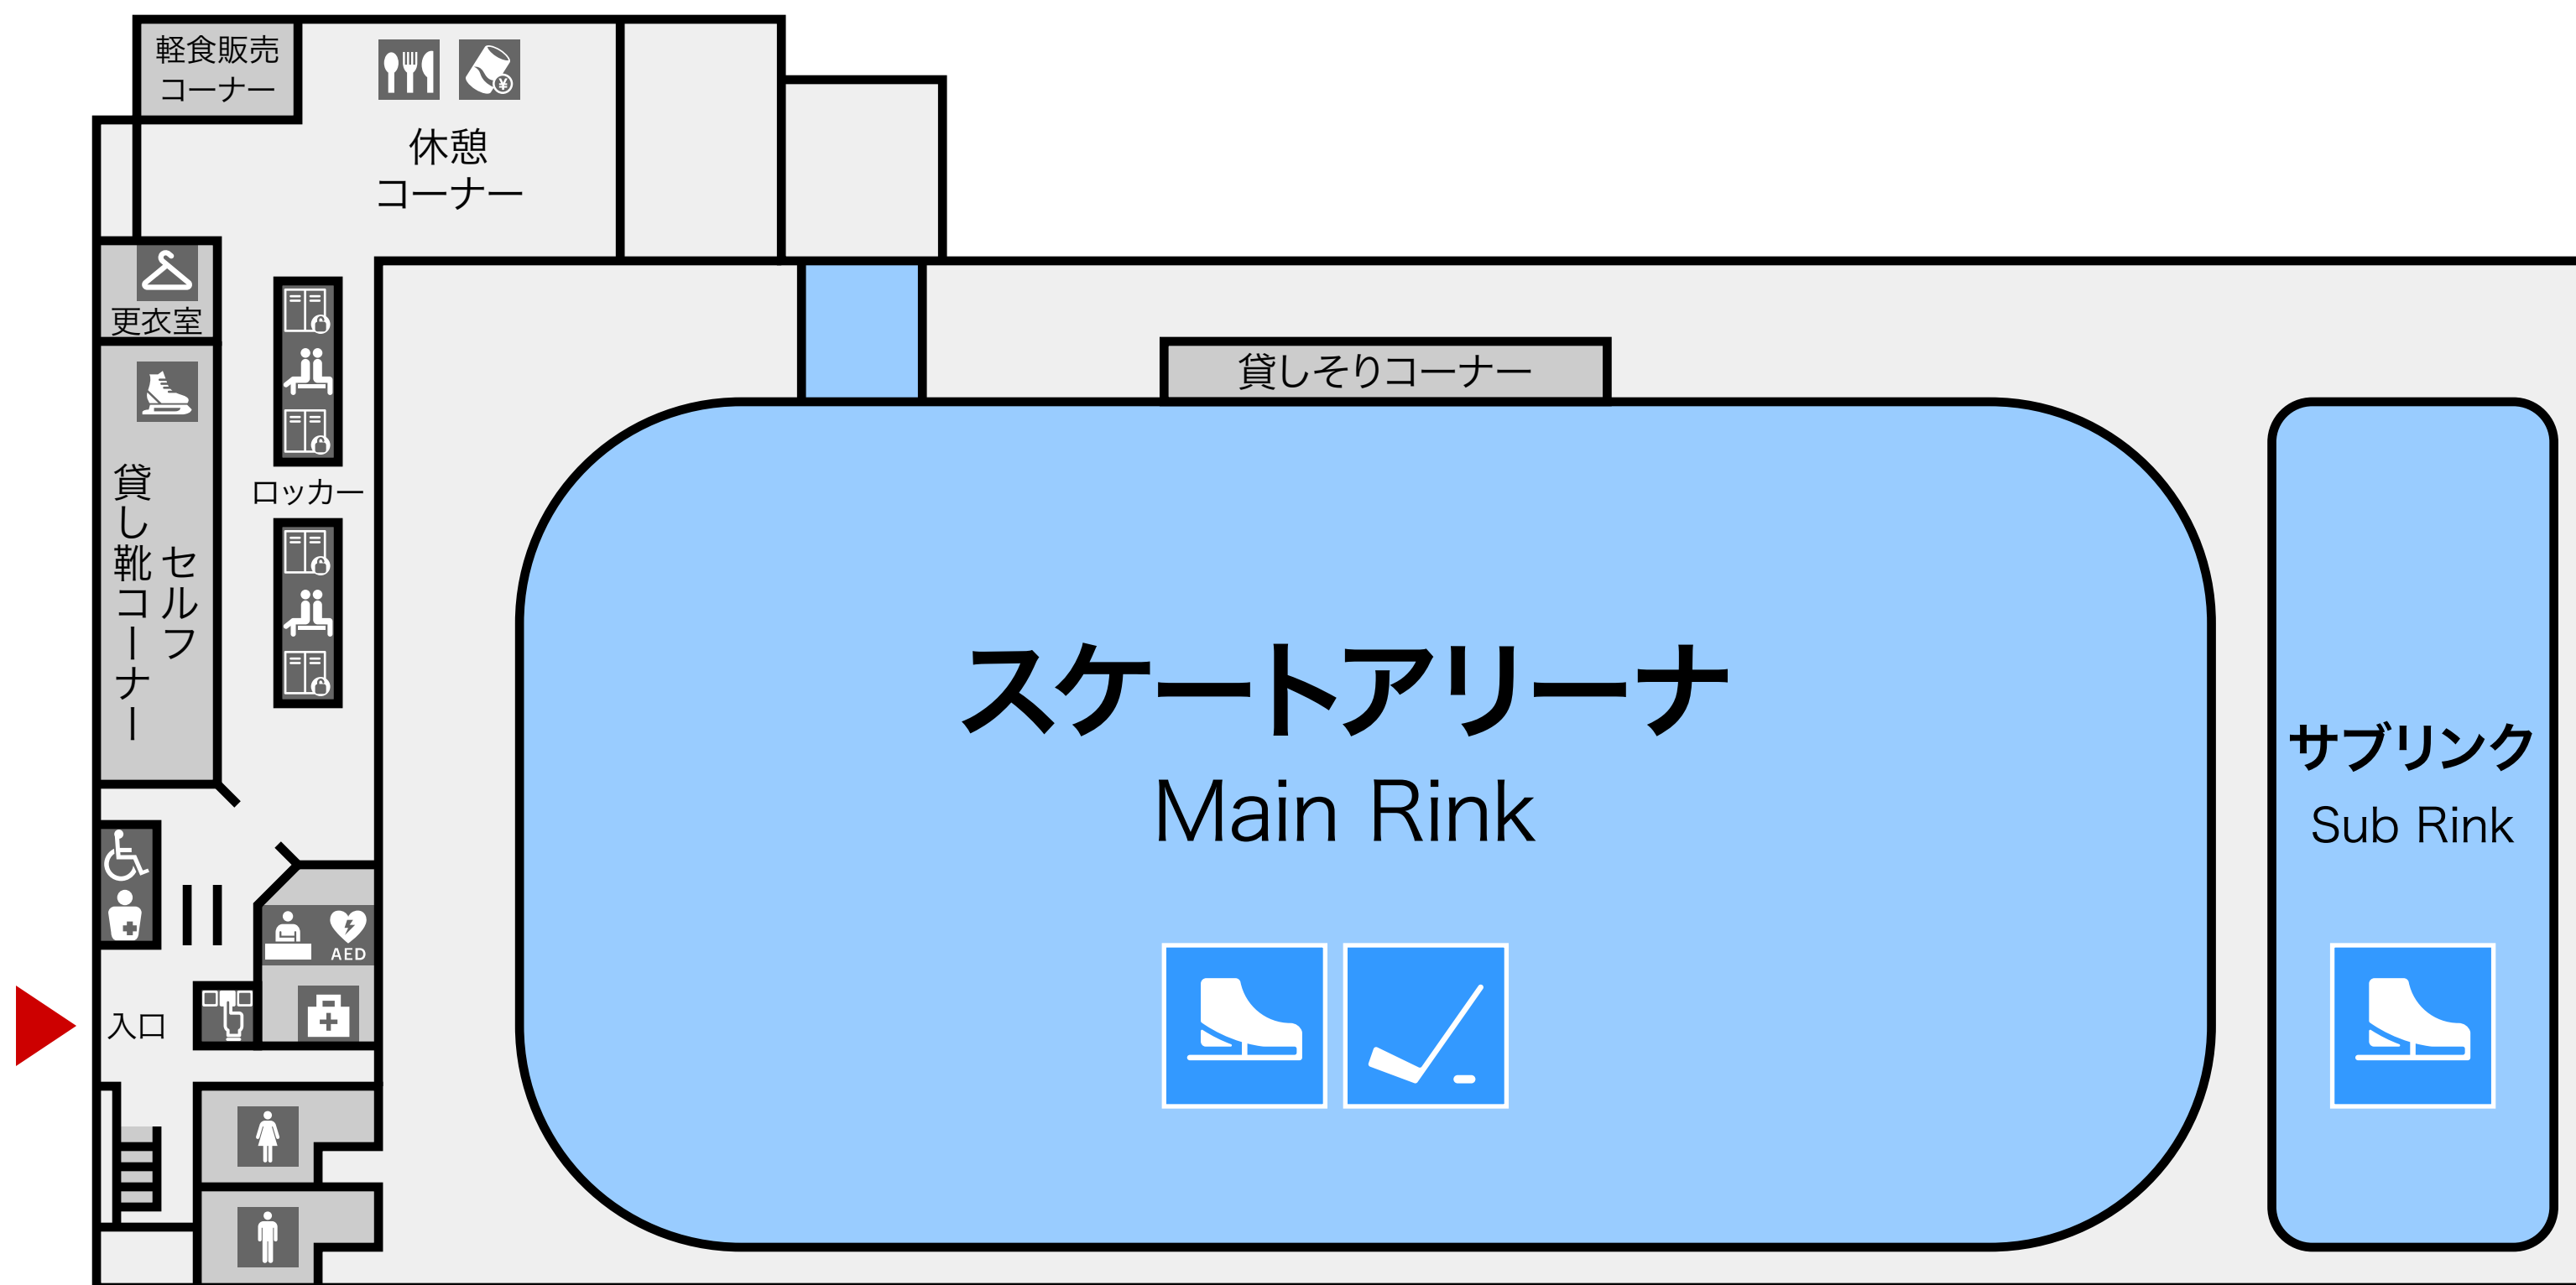 軽食販売
コーナー
¥
休憩
コーナー
更衣室
貸しそりコーナー
ロッカー
セルフ
貸し靴コーナー
スケートアリーナ
Main Rink
サブリンク
Sub Rink
AED
入口